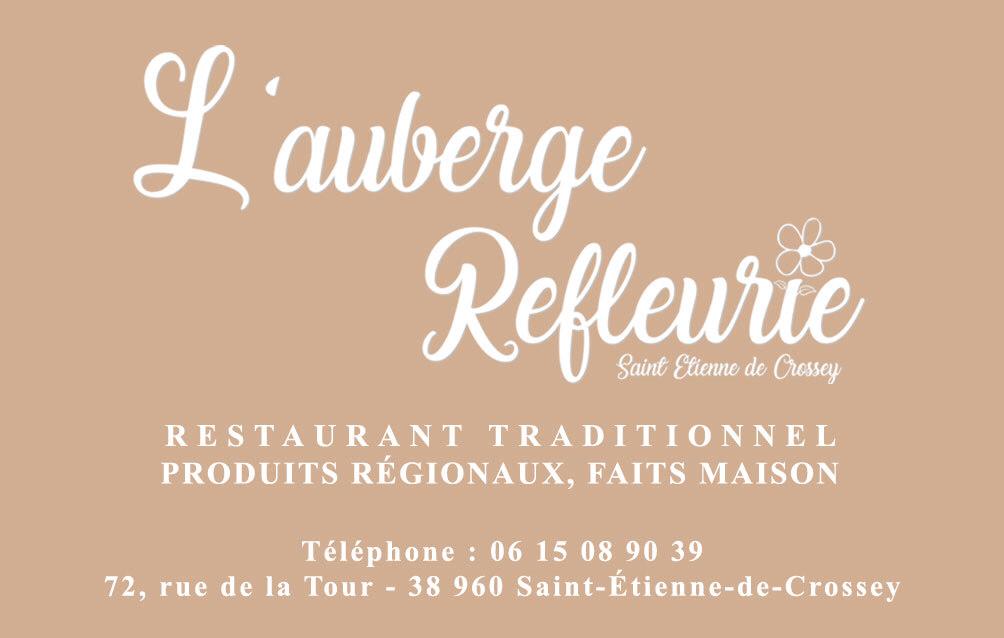 L'auberge
Refleurie
Saint Etienne de Crossey
RESTAURANT TRADITIONNEL
PRODUITS RÉGIONAUX, FAITS MAISON
Téléphone : 06 15 08 90 39
72, rue de la Tour - 38 960 Saint-Étienne-de-Crossey